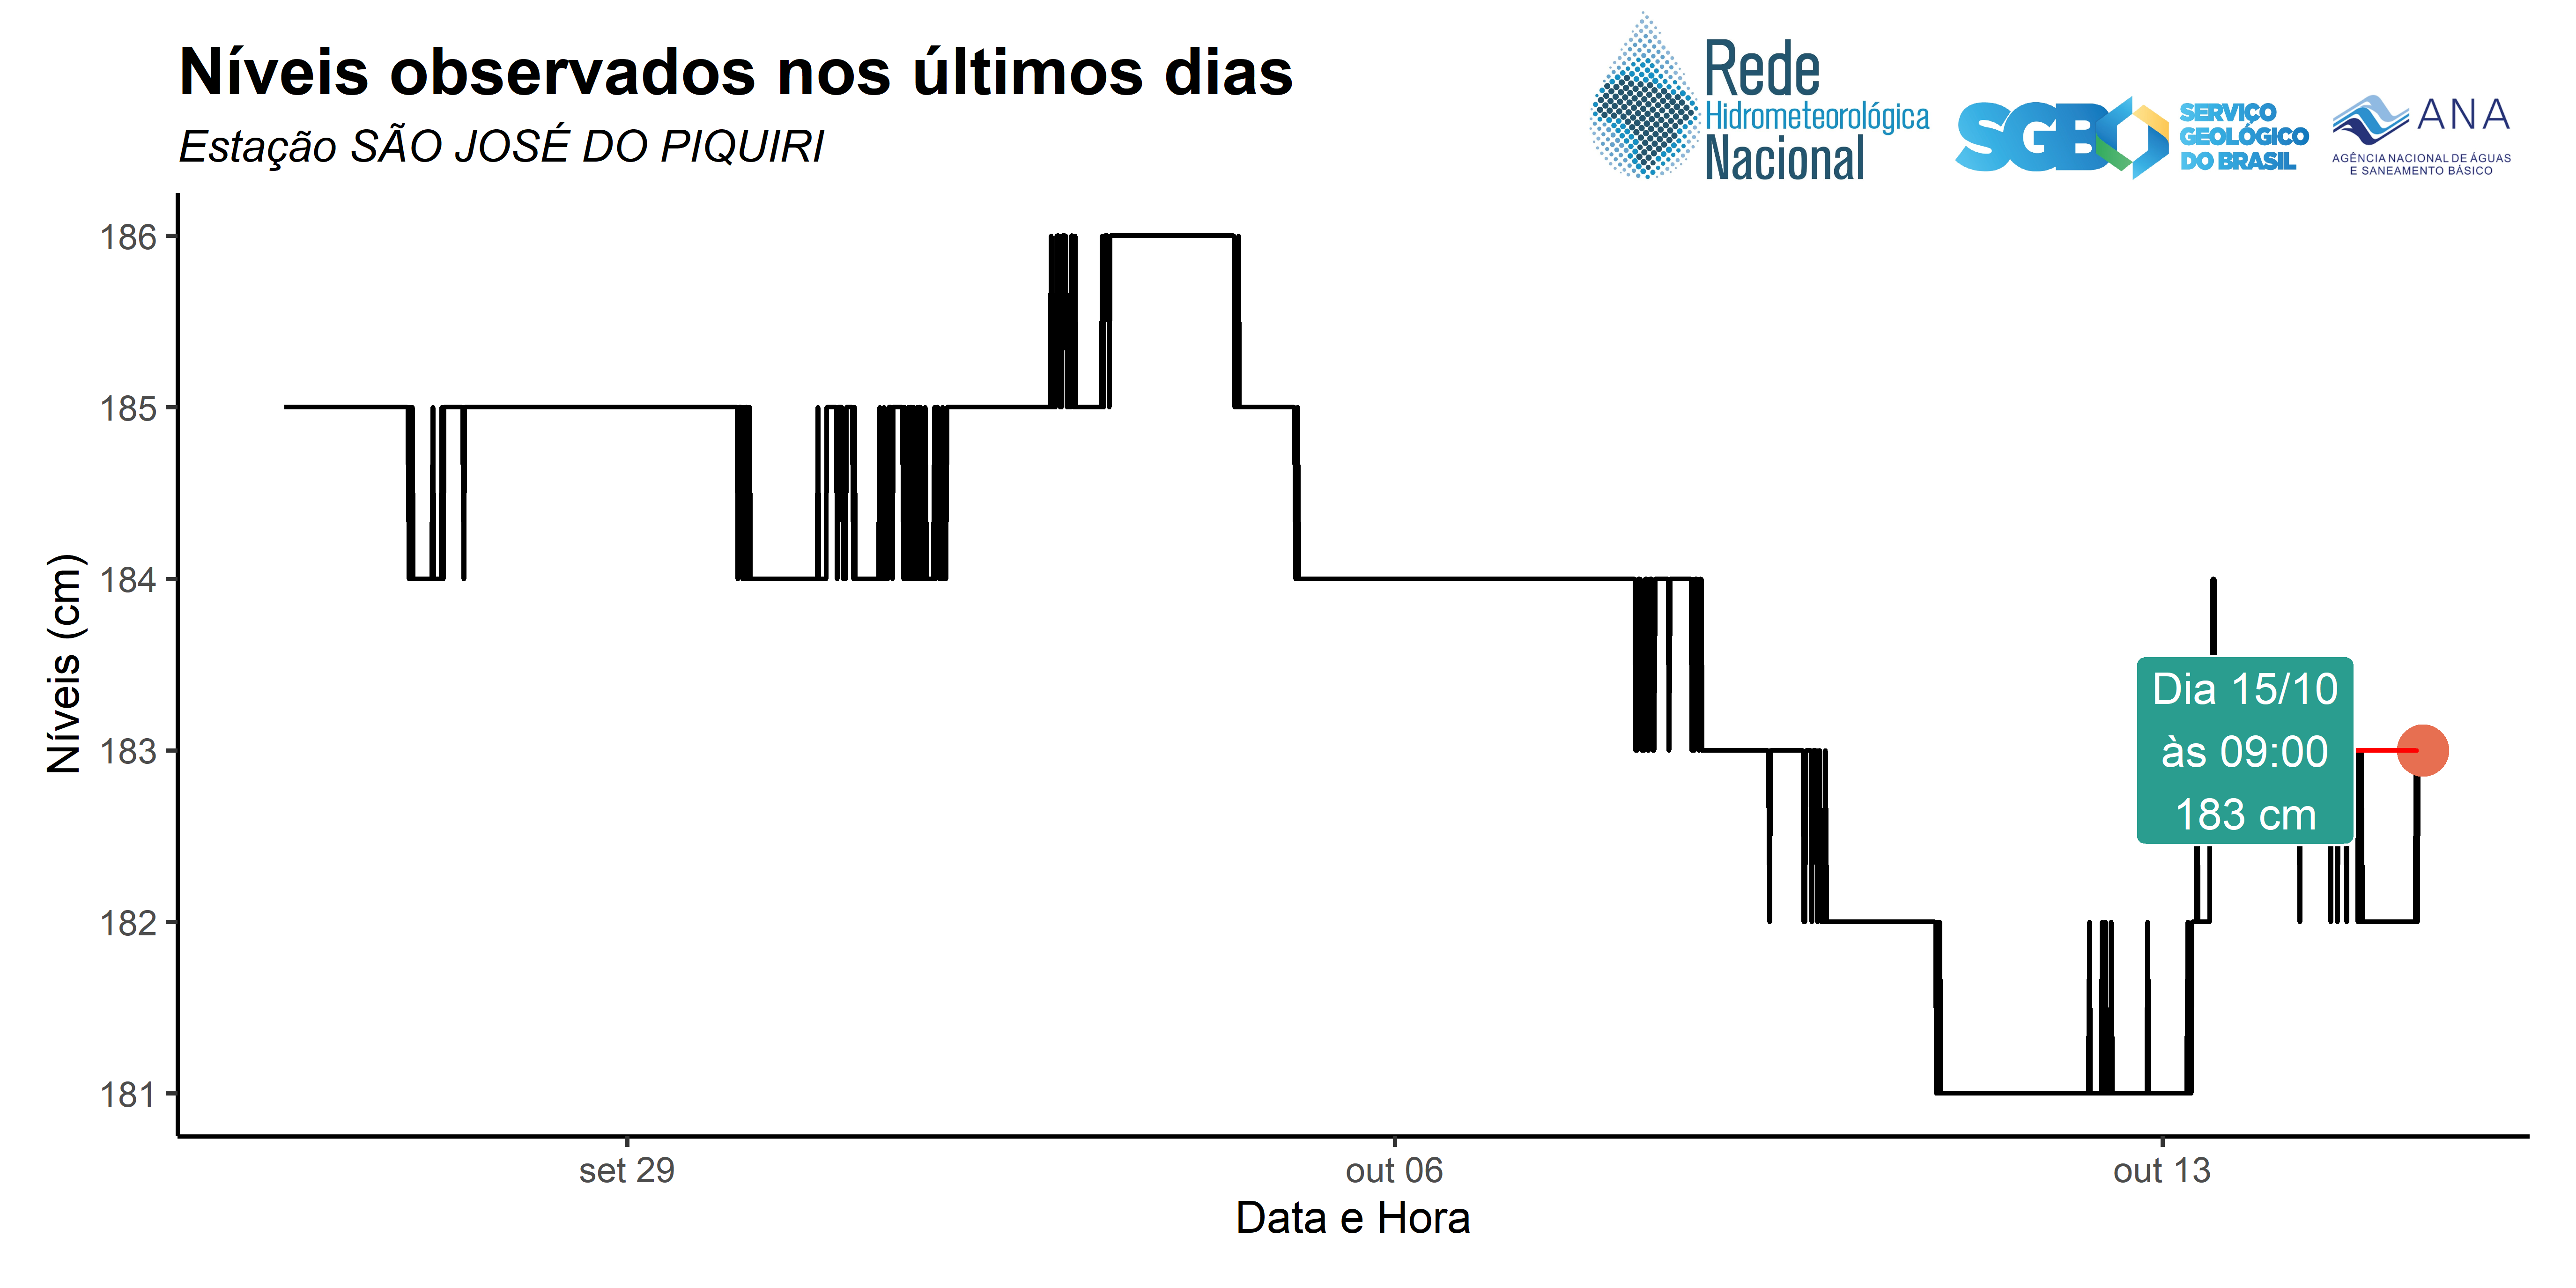 Níveis observados nos últimos dias
Estação SÃO JOSÉ DO PIQUIRI
Rede
Hidrometeorológica
Nacional
SGB
SERVIÇO
GEOLÓGICO
DO BRASIL
ANA
AGÊNCIA NACIONAL DE ÁGUAS
E SANEAMENTO BÁSICO
Níveis (cm)
186
185
184
183
182
181
Dia 15/10
às 09:00
183 cm
set 29
out 06
out 13
Data e Hora